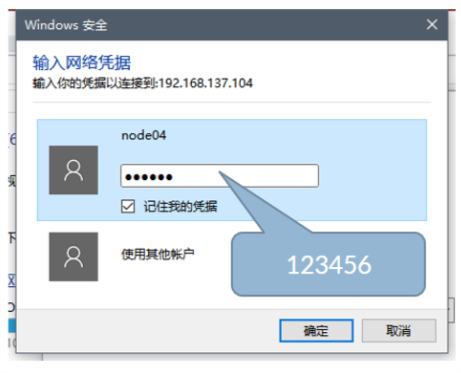 Windows 安全
输入网络凭据
输入你的凭据以连接到:192.168.137.104
node04
••••••
记住我的凭据
使用其他帐户
123456
确定
取消